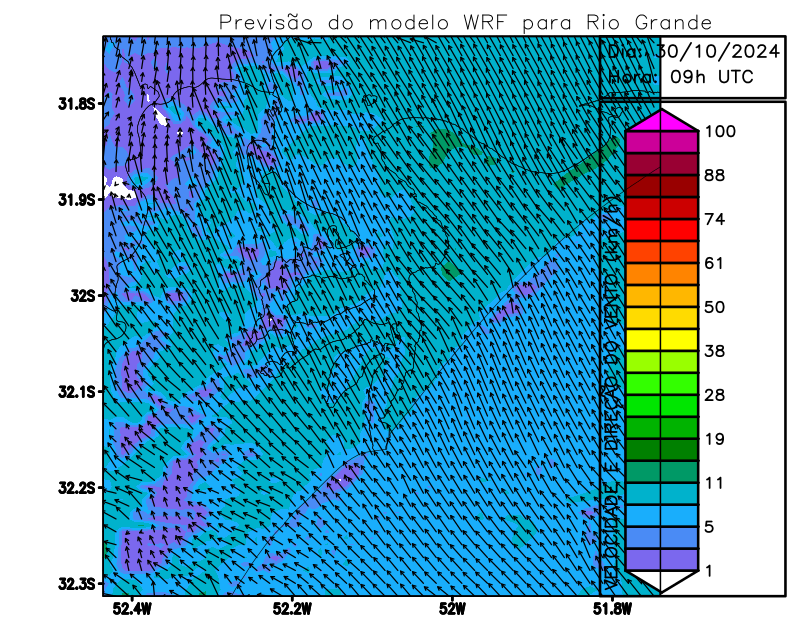 Previsão do modelo WRF para Rio Grande
Dia: 30/10/2024
Hora: 09h UTC
31.8S
31.9S
32S
32.1S
32.2S
32.3S
52.4W
52.2W
52W
51.8W
VELOCIDADE E DIREÇÃO DO VENTO (km/h)
100
88
74
61
50
38
28
19
11
5
1